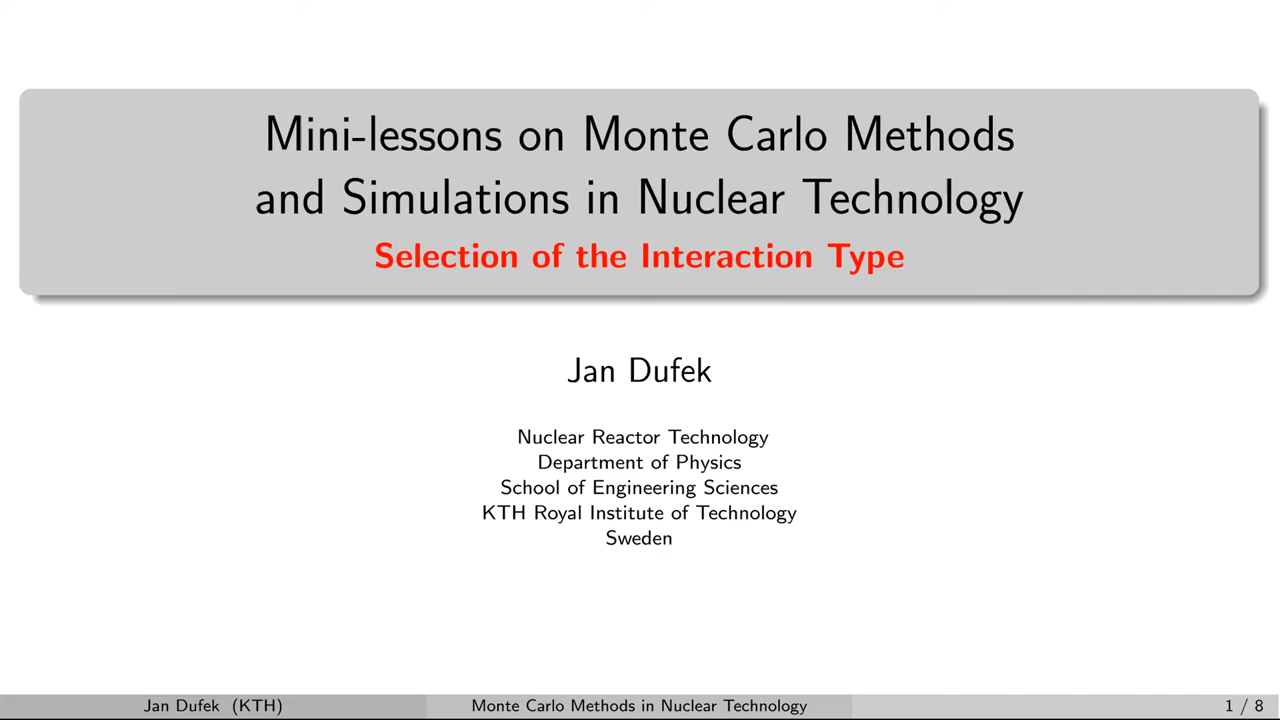 Mini-lessons on Monte Carlo Methods
and Simulations in Nuclear Technology
Selection of the Interaction Type
Jan Dufek
Nuclear Reactor Technology
Department of Physics
School of Engineering Sciences
KTH Royal Institute of Technology
Sweden
Jan Dufek (KTH)
Monte Carlo Methods in Nuclear Technology
1 / 8